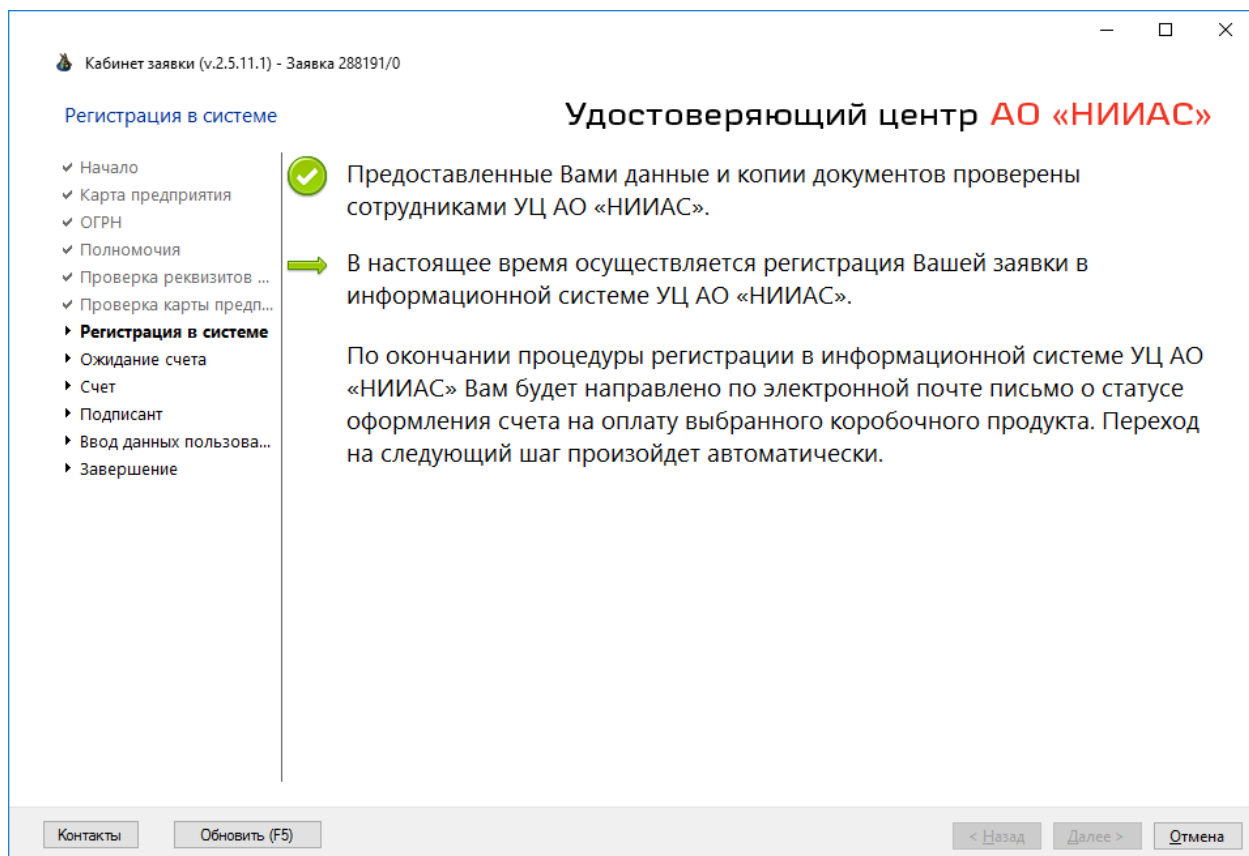 Кабинет заявки (v.2.5.11.1) - Заявка 288191/0
Регистрация в системе
Удостоверяющий центр АО «НИИАС»
Начало
Карта предприятия
ОГРН
Полномочия
Проверка реквизитов ...
Проверка карты предп...
Регистрация в системе
Ожидание счета
Счет
Подписант
Ввод данных пользова...
Завершение
Предоставленные Вами данные и копии документов проверены
сотрудниками УЦ АО «НИИАС».
В настоящее время осуществляется регистрация Вашей заявки в
информационной системе УЦ АО «НИИАС».
По окончании процедуры регистрации в информационной системе УЦ АО
«НИИАС» Вам будет направлено по электронной почте письмо о статусе
оформления счета на оплату выбранного коробочного продукта. Переход
на следующий шаг произойдет автоматически.
Контакты
Обновить (F5)
< Назад
Далее >
Отмена